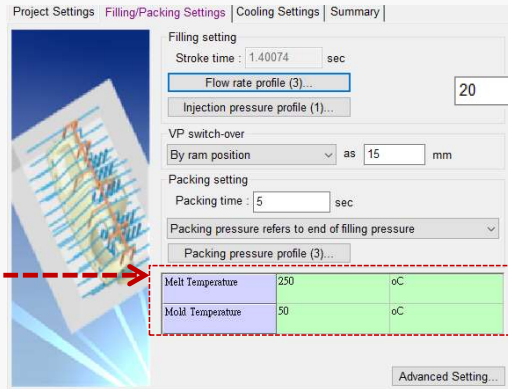 Project Settings Filling/Packing Settings Cooling Settings Summary
Filling setting
Stroke time : 1.40074 sec
Flow rate profile (3)...
20
Injection pressure profile (1)...
VP switch-over
By ram position as 15 mm
Packing setting
Packing time : 5 sec
Packing pressure refers to end of filling pressure
Packing pressure profile (3)...
Melt Temperature 250 oC
Mold Temperature 50 oC
Advanced Setting...